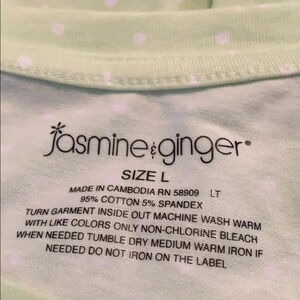 jasmine&ginger®
SIZE L
MADE IN CAMBODIA RN 58909 LT
95% COTTON 5% SPANDEX
TURN GARMENT INSIDE OUT MACHINE WASH WARM
WITH LIKE COLORS ONLY NON-CHLORINE BLEACH
WHEN NEEDED TUMBLE DRY MEDIUM WARM IRON IF
NEEDED DO NOT IRON ON THE LABEL